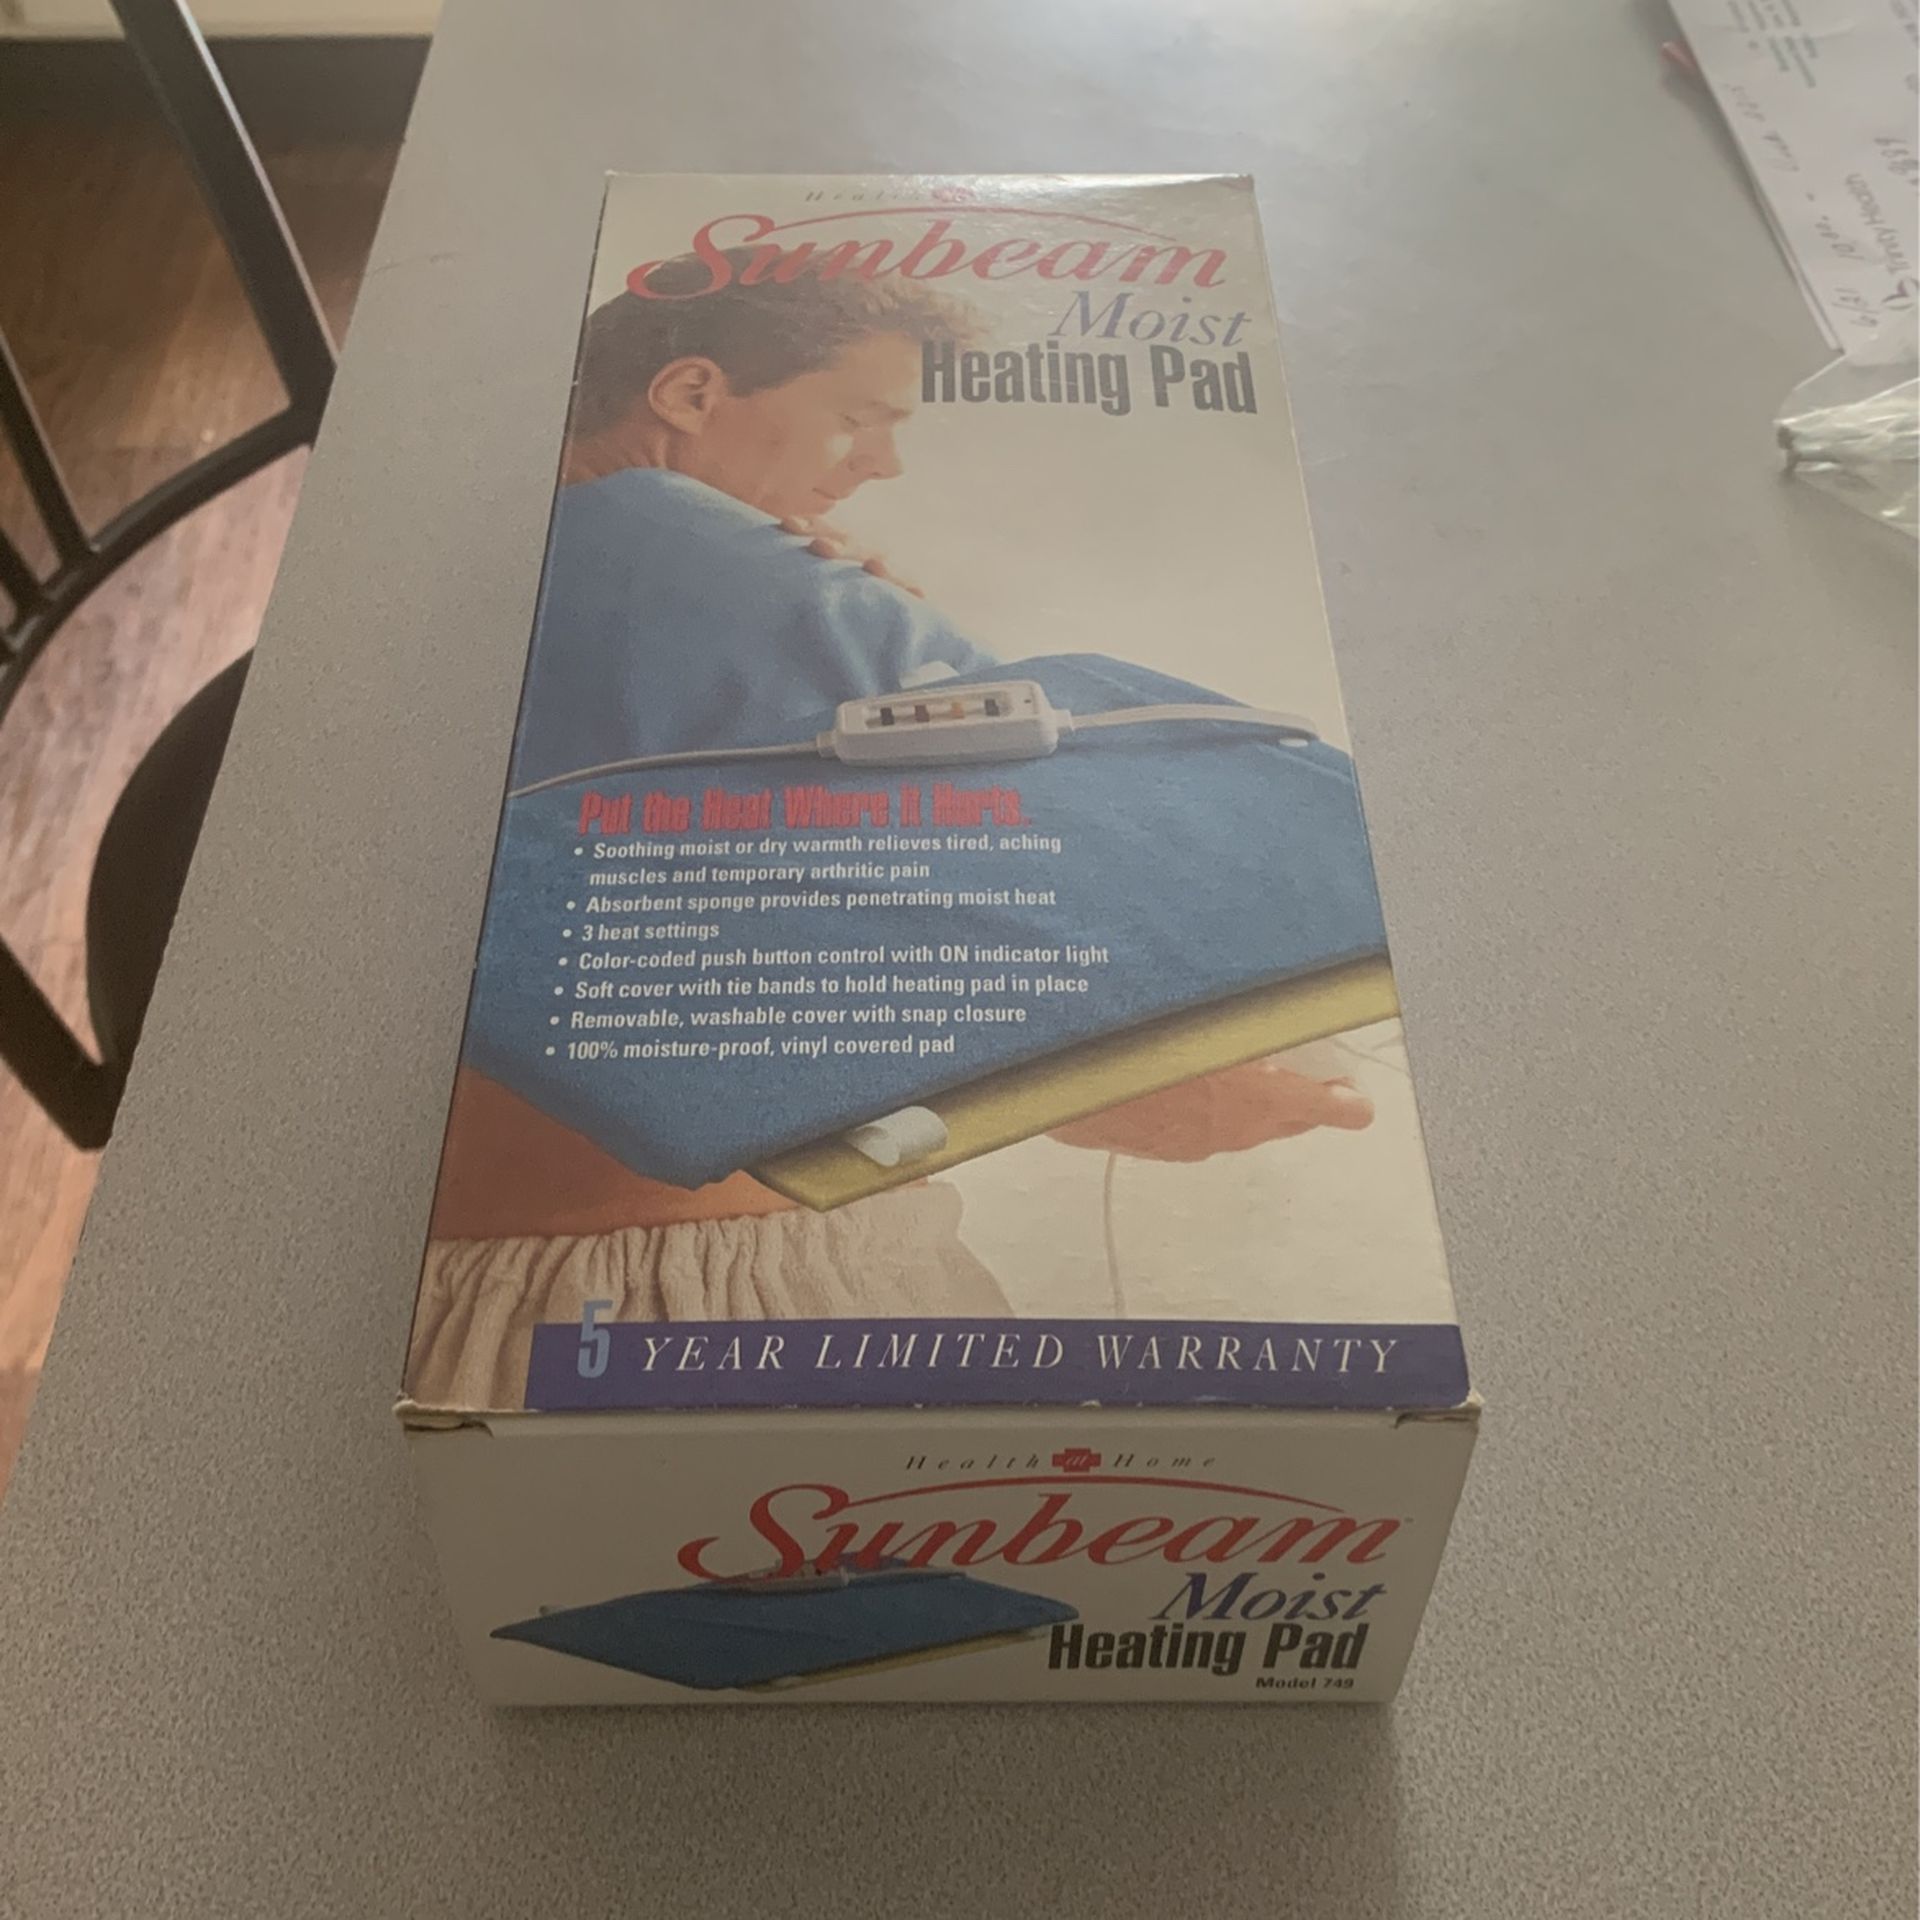 Health
Sunbeam
Moist
Heating Pad
Put the Heat Where It Hurts.
• Soothing moist or dry warmth relieves tired, aching
muscles and temporary arthritic pain
• Absorbent sponge provides penetrating moist heat
• 3 heat settings
• Color-coded push button control with ON indicator light
• Soft cover with tie bands to hold heating pad in place
• Removable, washable cover with snap closure
• 100% moisture-proof, vinyl covered pad
5 YEAR LIMITED WARRANTY
Health at Home
Sunbeam
Moist
Heating Pad
Model 749